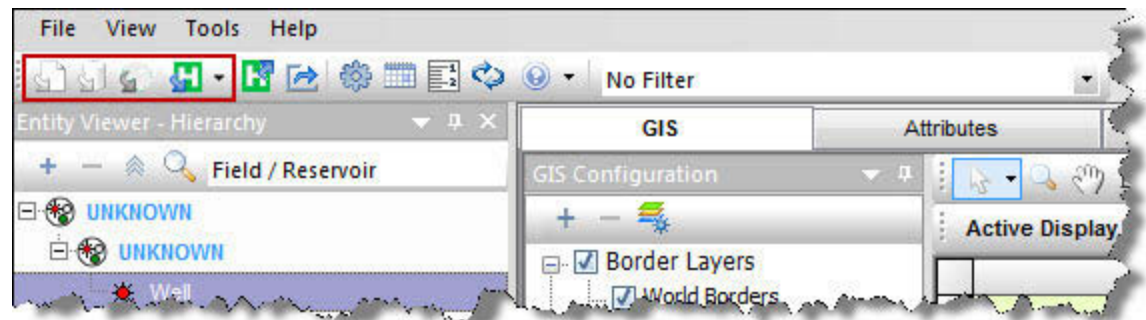 File View Tools Help
No Filter
Entity Viewer - Hierarchy
GIS
Attributes
Field / Reservoir
GIS Configuration
UNKNOWN
Active Display
UNKNOWN
Border Layers
Well
World Borders